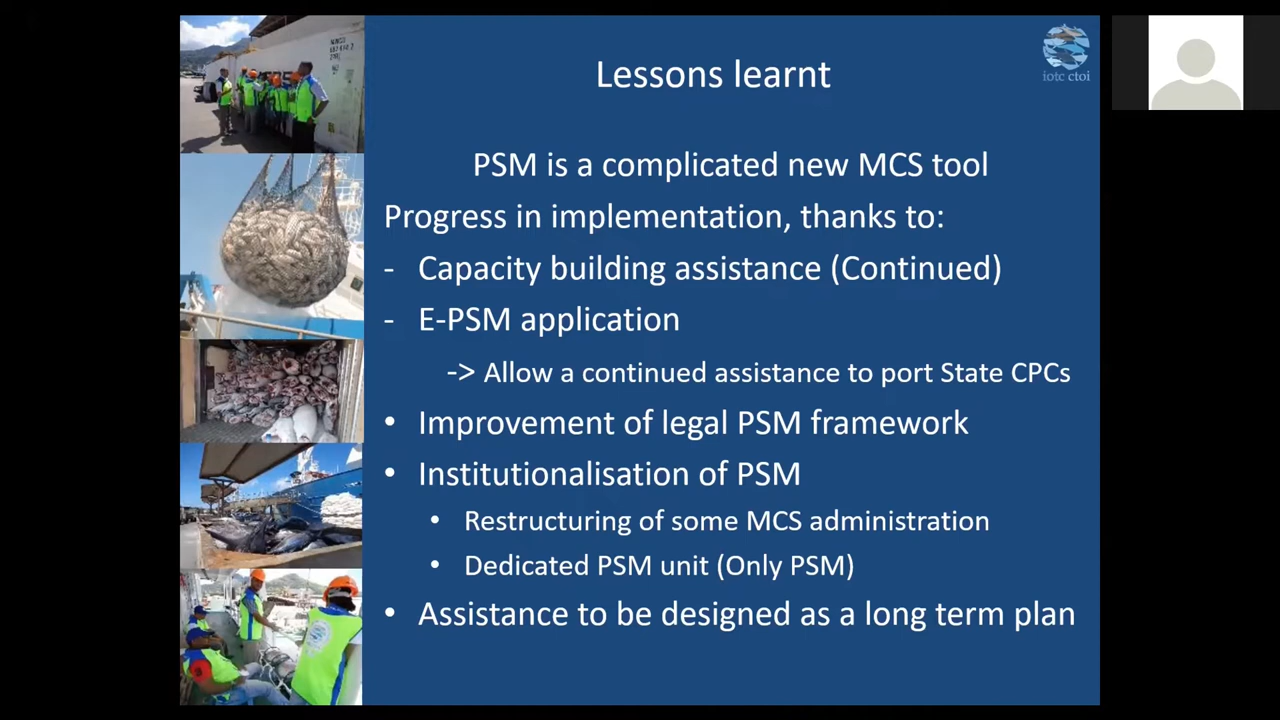 Lessons learnt
iotc ctoi
PSM is a complicated new MCS tool
Progress in implementation, thanks to:
- Capacity building assistance (Continued)
- E-PSM application
-> Allow a continued assistance to port State CPCs
• Improvement of legal PSM framework
• Institutionalisation of PSM
• Restructuring of some MCS administration
• Dedicated PSM unit (Only PSM)
• Assistance to be designed as a long term plan